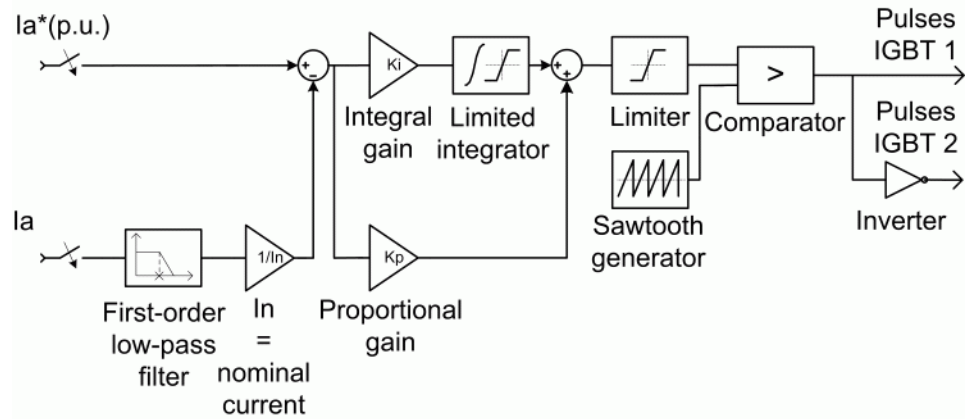 Ia*(p.u.)
Pulses
IGBT 1
Ki
+
-
+
+
>
Integral
gain
Limited
integrator
Limiter
Comparator
Pulses
IGBT 2
Ia
1/In
Kp
Sawtooth
generator
Inverter
First-order
low-pass
filter
In
=
nominal
current
Proportional
gain